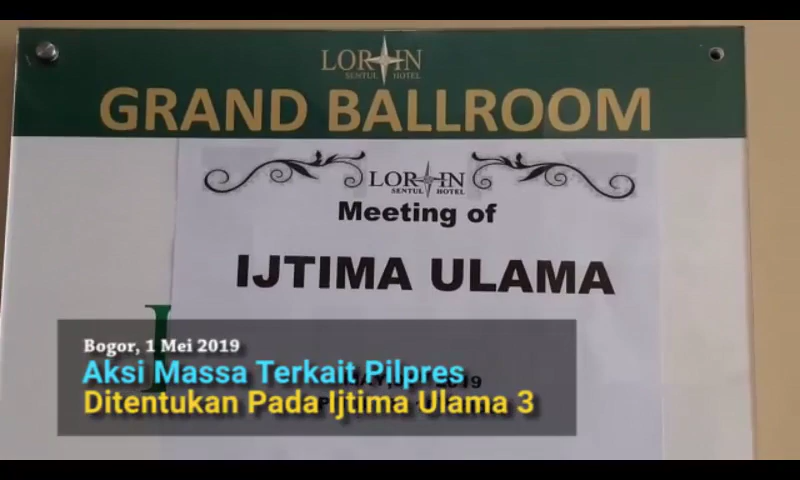 LORIN
SENTUL HOTEL
GRAND BALLROOM
LORIN
SENTUL HOTEL
Meeting of
IJTIMA ULAMA
Bogor, 1 Mei 2019
Aksi Massa Terkait Pilpres
2019
Ditentukan Pada Ijtima Ulama 3